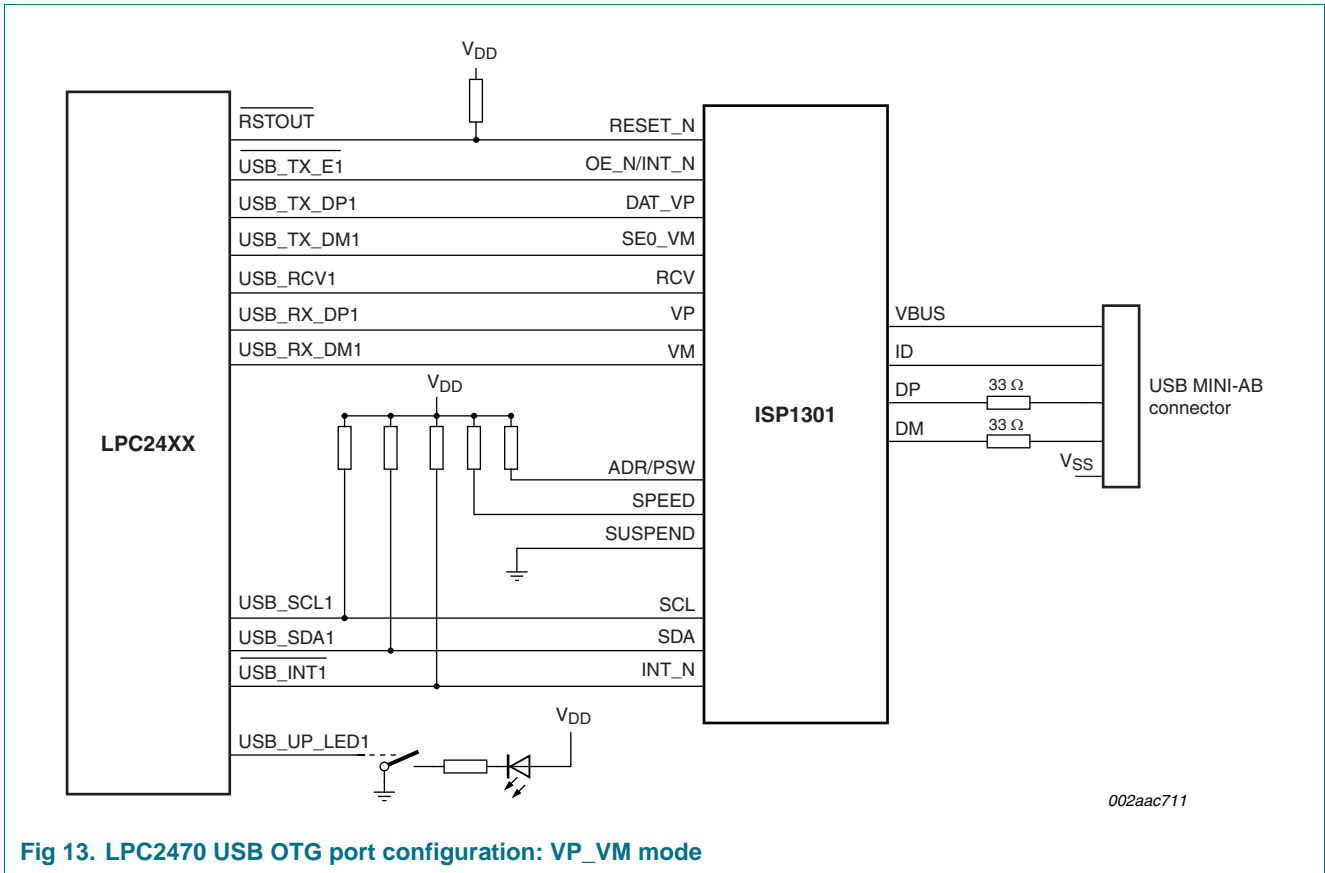 VDD
RSTOUT
RESET_N
USB_TX_E1
OE_N/INT_N
USB_TX_DP1
DAT_VP
USB_TX_DM1
SE0_VM
USB_RCV1
RCV
USB_RX_DP1
VP
USB_RX_DM1
VM
VBUS
ID
DP
33 Ω
DM
33 Ω
VSS
USB MINI-AB
connector
LPC24XX
ISP1301
VDD
ADR/PSW
SPEED
SUSPEND
USB_SCL1
SCL
USB_SDA1
SDA
USB_INT1
INT_N
VDD
USB_UP_LED1
002aac711
Fig 13. LPC2470 USB OTG port configuration: VP_VM mode